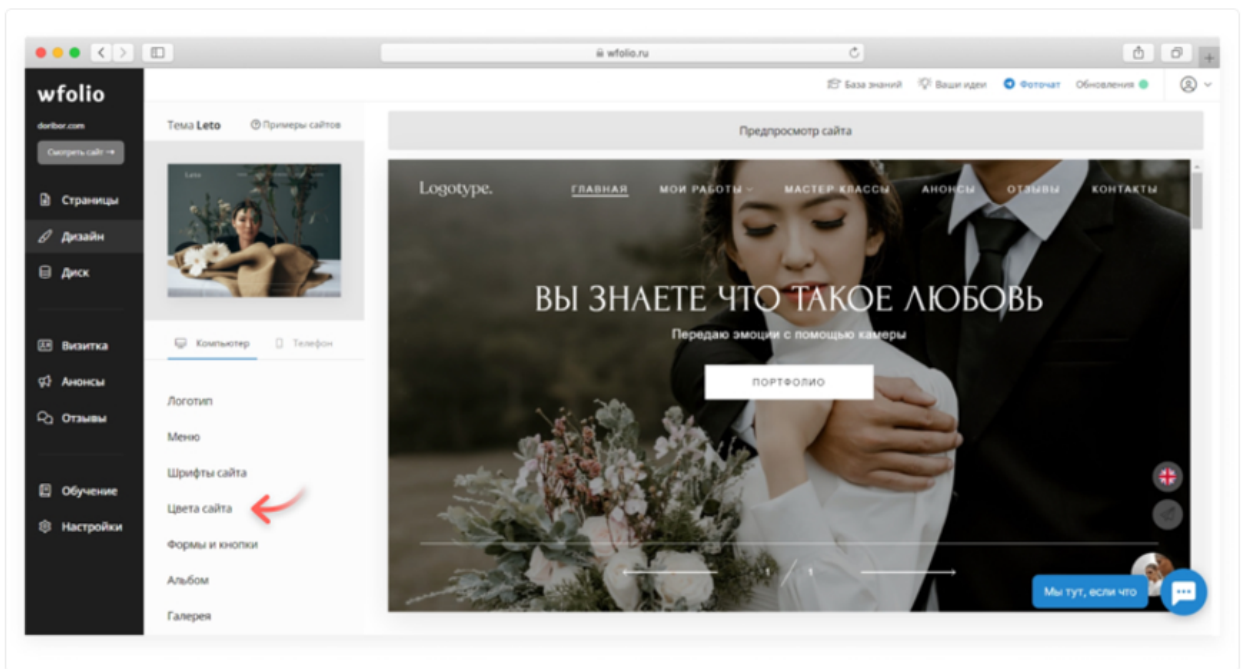 wfolio.ru
wfolio
doribor.com
Смотреть сайт →
Страницы
Дизайн
Диск
Визитка
Анонсы
Отзывы
Обучение
Настройки
База знаний
Ваши идеи
Фоточат
Обновления
Тема Leto
Примеры сайтов
Leto
Компьютер
Телефон
Логотип
Меню
Шрифты сайта
Цвета сайта
Формы и кнопки
Альбом
Галерея
Предпросмотр сайта
Logotype.
ГЛАВНАЯ
МОИ РАБОТЫ
МАСТЕР КЛАССЫ
АНОНСЫ
ОТЗЫВЫ
КОНТАКТЫ
ВЫ ЗНАЕТЕ ЧТО ТАКОЕ ЛЮБОВЬ
Передаю эмоции с помощью камеры
ПОРТФОЛИО
1 / 1
Мы тут, если что